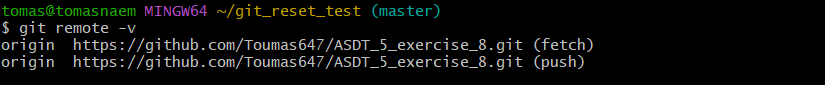 tomas@tomasnaem MINGW64 ~/git_reset_test (master)
$ git remote -v
origin  https://github.com/Toumas647/ASDT_5_exercise_8.git (fetch)
origin  https://github.com/Toumas647/ASDT_5_exercise_8.git (push)